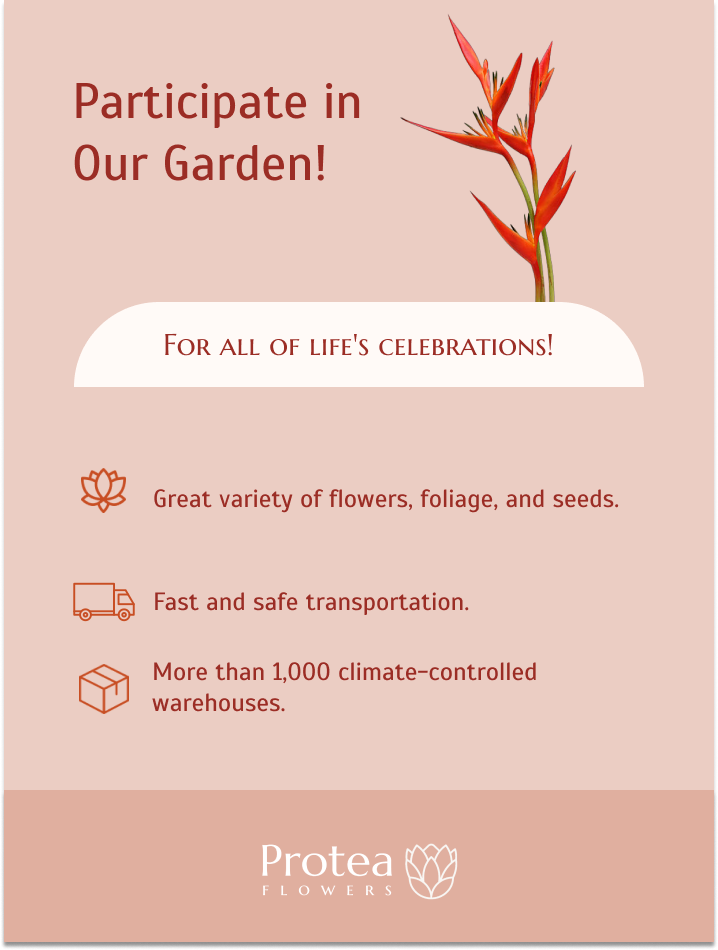 Participate in
Our Garden!
For all of life's celebrations!
Great variety of flowers, foliage, and seeds.
Fast and safe transportation.
More than 1,000 climate-controlled
warehouses.
Protea
FLOWERS